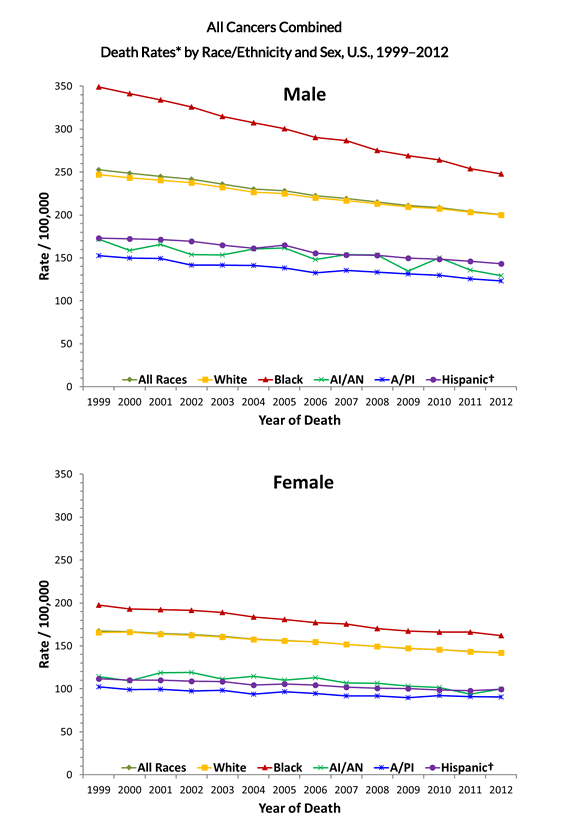 All Cancers Combined
Death Rates* by Race/Ethnicity and Sex, U.S., 1999–2012
Male
350
300
250
200
150
100
50
0
Rate / 100,000
All Races White Black AI/AN A/PI Hispanic†
1999 2000 2001 2002 2003 2004 2005 2006 2007 2008 2009 2010 2011 2012
Year of Death
Female
350
300
250
200
150
100
50
0
Rate / 100,000
All Races White Black AI/AN A/PI Hispanic†
1999 2000 2001 2002 2003 2004 2005 2006 2007 2008 2009 2010 2011 2012
Year of Death